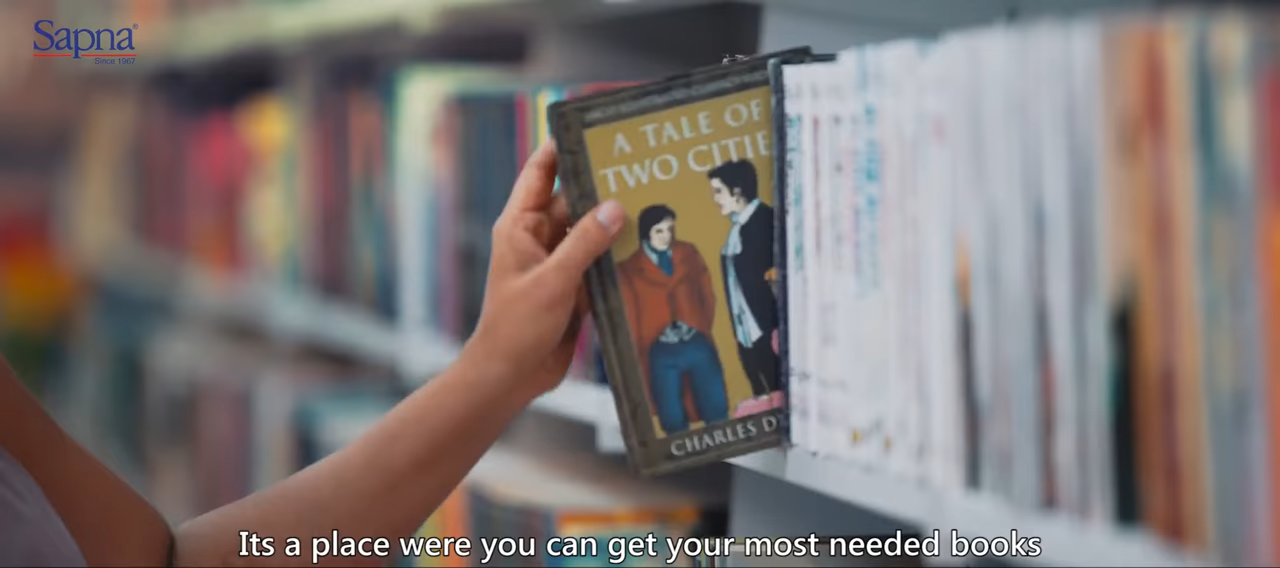 Sapna®
Since 1967
A TALE OF
TWO CITIE
CHARLES D
Its a place were you can get your most needed books